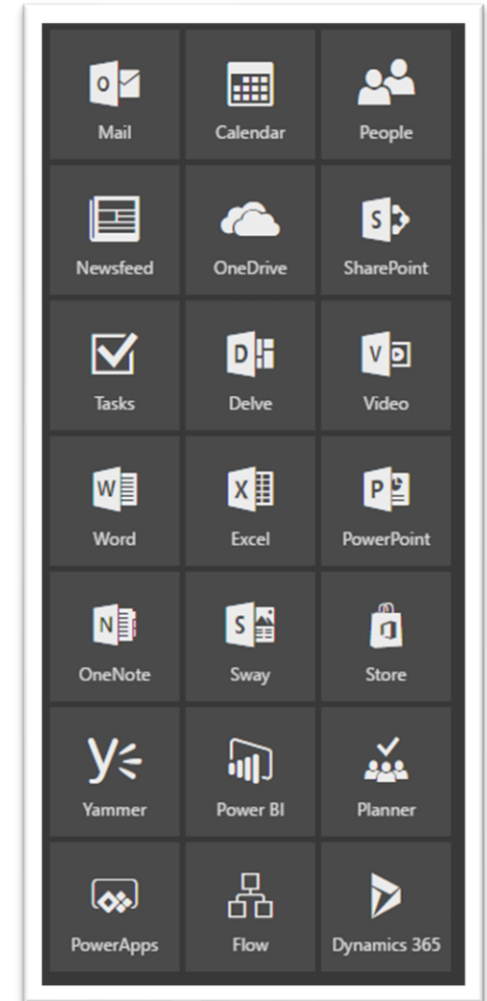 Mail Calendar People
Newsfeed OneDrive SharePoint
Tasks Delve Video
Word Excel PowerPoint
OneNote Sway Store
Yammer Power BI Planner
PowerApps Flow Dynamics 365